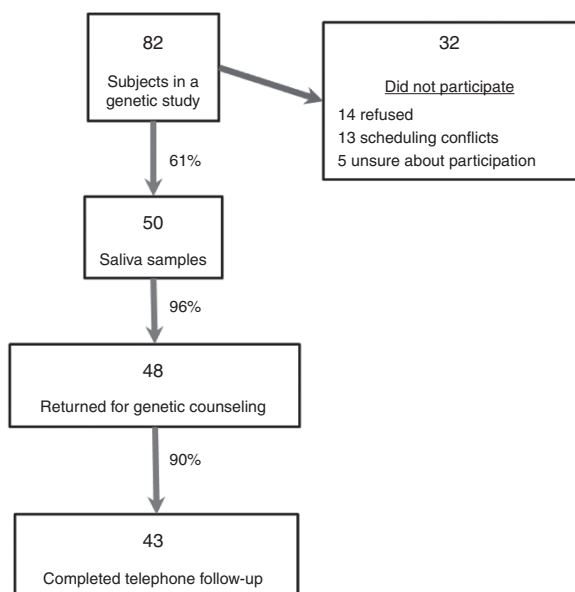 82
Subjects in a
genetic study
32
Did not participate
14 refused
13 scheduling conflicts
5 unsure about participation
61%
50
Saliva samples
96%
48
Returned for genetic counseling
90%
43
Completed telephone follow-up